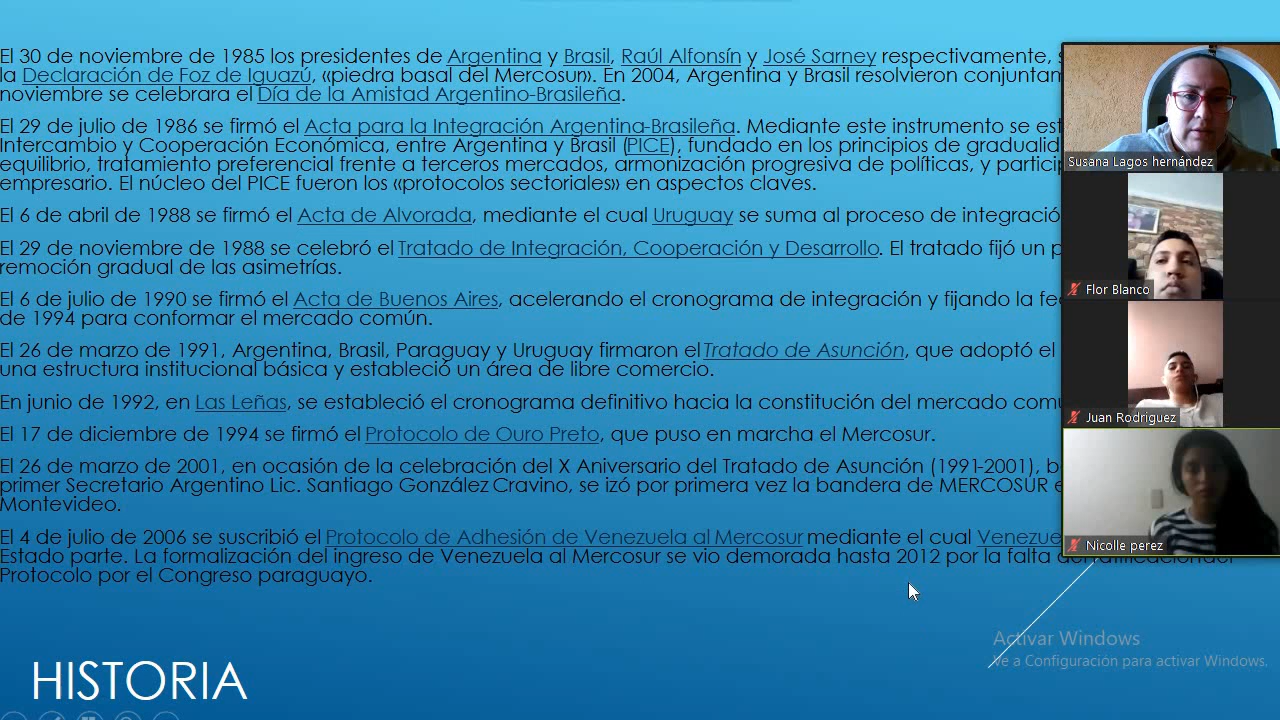 El 30 de noviembre de 1985 los presidentes de Argentina y Brasil, Raúl Alfonsín y José Sarney respectivamente,
la Declaración de Foz de Iguazú, «piedra basal del Mercosur». En 2004, Argentina y Brasil resolvieron
noviembre se celebrara el Día de la Amistad Argentino-Brasileña.
El 29 de julio de 1986 se firmó el Acta para la Integración Argentina-Brasileña. Mediante este instrumento se
Intercambio y Cooperación Económica, entre Argentina y Brasil (PICE), fundado en los principios de
equilibrio, tratamiento preferencial frente a terceros mercados, armonización progresiva de políticas, y
empresario. El núcleo del PICE fueron los «protocolos sectoriales» en aspectos claves.
El 6 de abril de 1988 se firmó el Acta de Alvorada, mediante el cual Uruguay se suma al proceso de
El 29 de noviembre de 1988 se celebró el Tratado de Integración, Cooperación y Desarrollo. El tratado fijó un
remoción gradual de las asimetrías.
El 6 de julio de 1990 se firmó el Acta de Buenos Aires, acelerando el cronograma de integración y fijando la
de 1994 para conformar el mercado común.
El 26 de marzo de 1991, Argentina, Brasil, Paraguay y Uruguay firmaron el Tratado de Asunción, que adoptó el
una estructura institucional básica y estableció un área de libre comercio.
En junio de 1992, en Las Leñas, se estableció el cronograma definitivo hacia la constitución del mercado
El 17 de diciembre de 1994 se firmó el Protocolo de Ouro Preto, que puso en marcha el Mercosur.
El 26 de marzo de 2001, en ocasión de la celebración del X Aniversario del Tratado de Asunción (1991-2001),
primer Secretario Argentino Lic. Santiago González Cravino, se izó por primera vez la bandera de MERCOSUR
Montevideo.
El 4 de julio de 2006 se suscribió el Protocolo de Adhesión de Venezuela al Mercosur mediante el cual
Estado parte. La formalización del ingreso de Venezuela al Mercosur se vio demorada hasta 2012 por la falta
Protocolo por el Congreso paraguayo.
HISTORIA
Susana Lagos hernández
Flor Blanco
Juan Rodriguez
Nicolle perez
Activar Windows
Ve a Configuración para activar Windows.